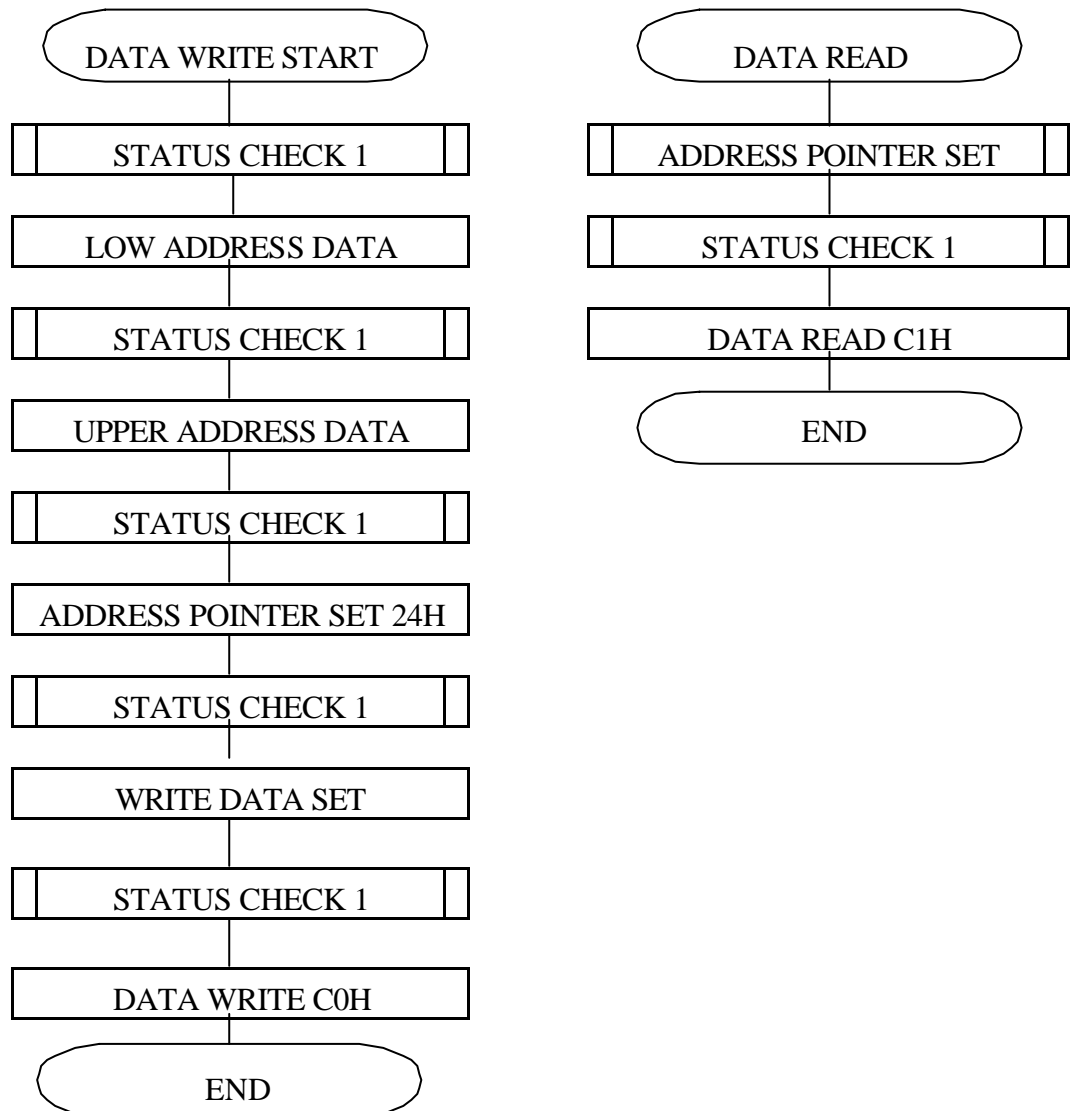 DATA WRITE START
STATUS CHECK 1
LOW ADDRESS DATA
STATUS CHECK 1
UPPER ADDRESS DATA
STATUS CHECK 1
ADDRESS POINTER SET 24H
STATUS CHECK 1
WRITE DATA SET
STATUS CHECK 1
DATA WRITE C0H
END
DATA READ
ADDRESS POINTER SET
STATUS CHECK 1
DATA READ C1H
END